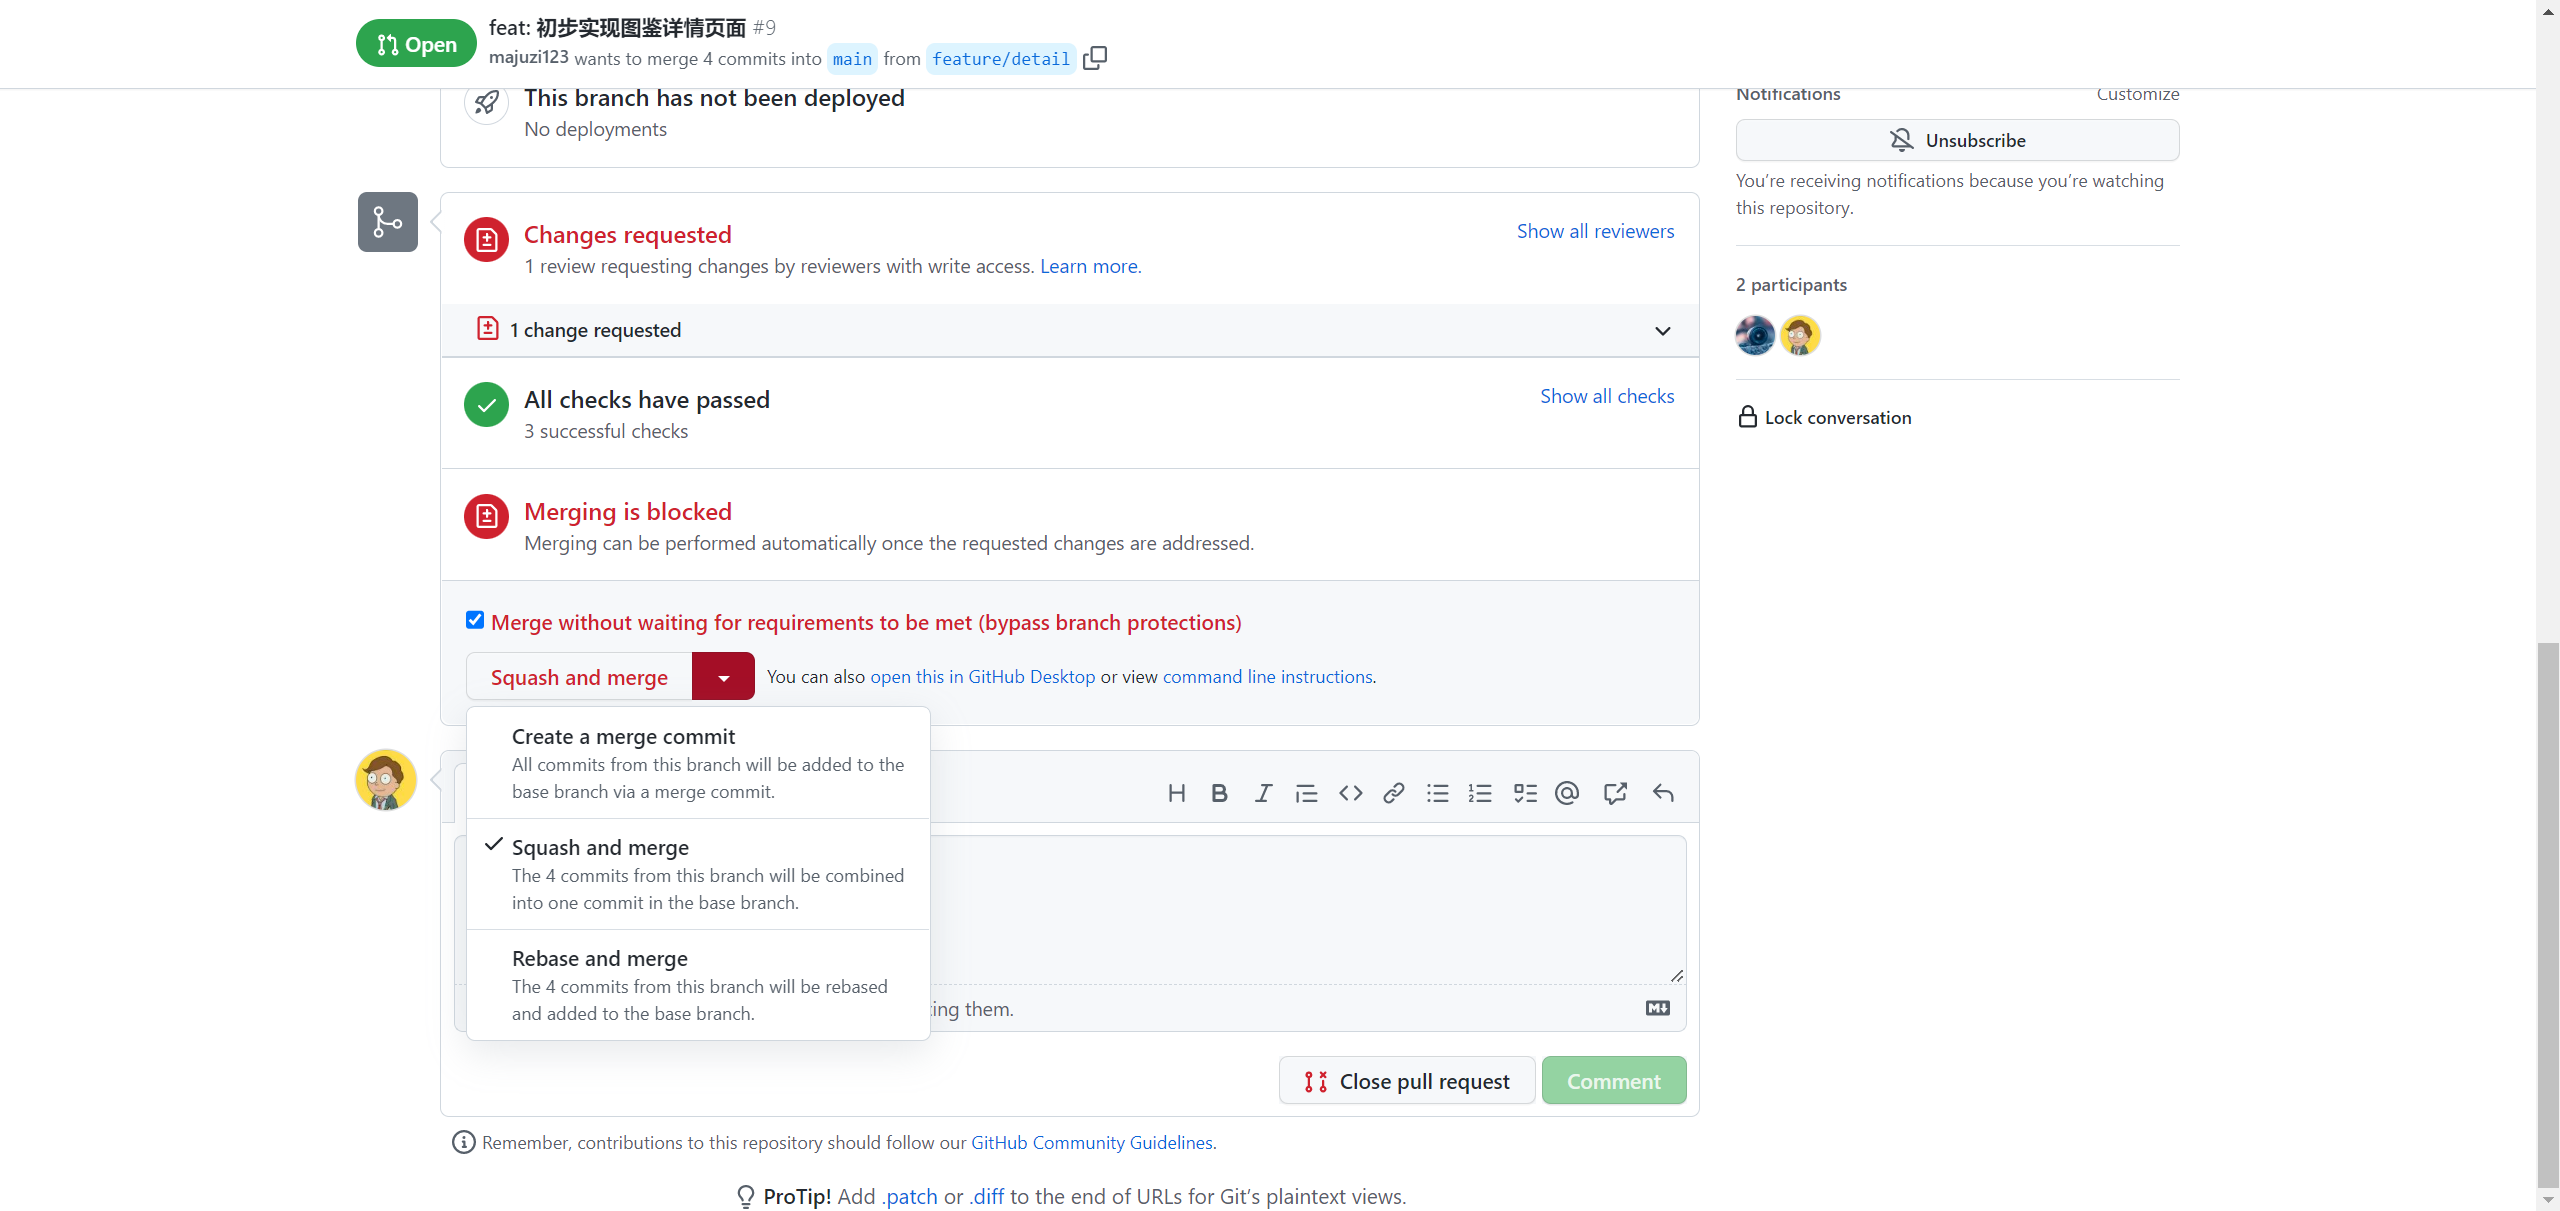 Open
feat: 初步实现图鉴详情页面 #9
majuzi123 wants to merge 4 commits into main from feature/detail
This branch has not been deployed
No deployments
Changes requested
Show all reviewers
1 review requesting changes by reviewers with write access. Learn more.
1 change requested
All checks have passed
Show all checks
3 successful checks
Merging is blocked
Merging can be performed automatically once the requested changes are addressed.
Merge without waiting for requirements to be met (bypass branch protections)
Squash and merge
You can also open this in GitHub Desktop or view command line instructions.
Create a merge commit
All commits from this branch will be added to the
base branch via a merge commit.
Squash and merge
The 4 commits from this branch will be combined
into one commit in the base branch.
Rebase and merge
The 4 commits from this branch will be rebased
and added to the base branch.
them.
Close pull request
Comment
Remember, contributions to this repository should follow our GitHub Community Guidelines.
ProTip! Add .patch or .diff to the end of URLs for Git’s plaintext views.
Notifications
Customize
Unsubscribe
You’re receiving notifications because you’re watching
this repository.
2 participants
Lock conversation